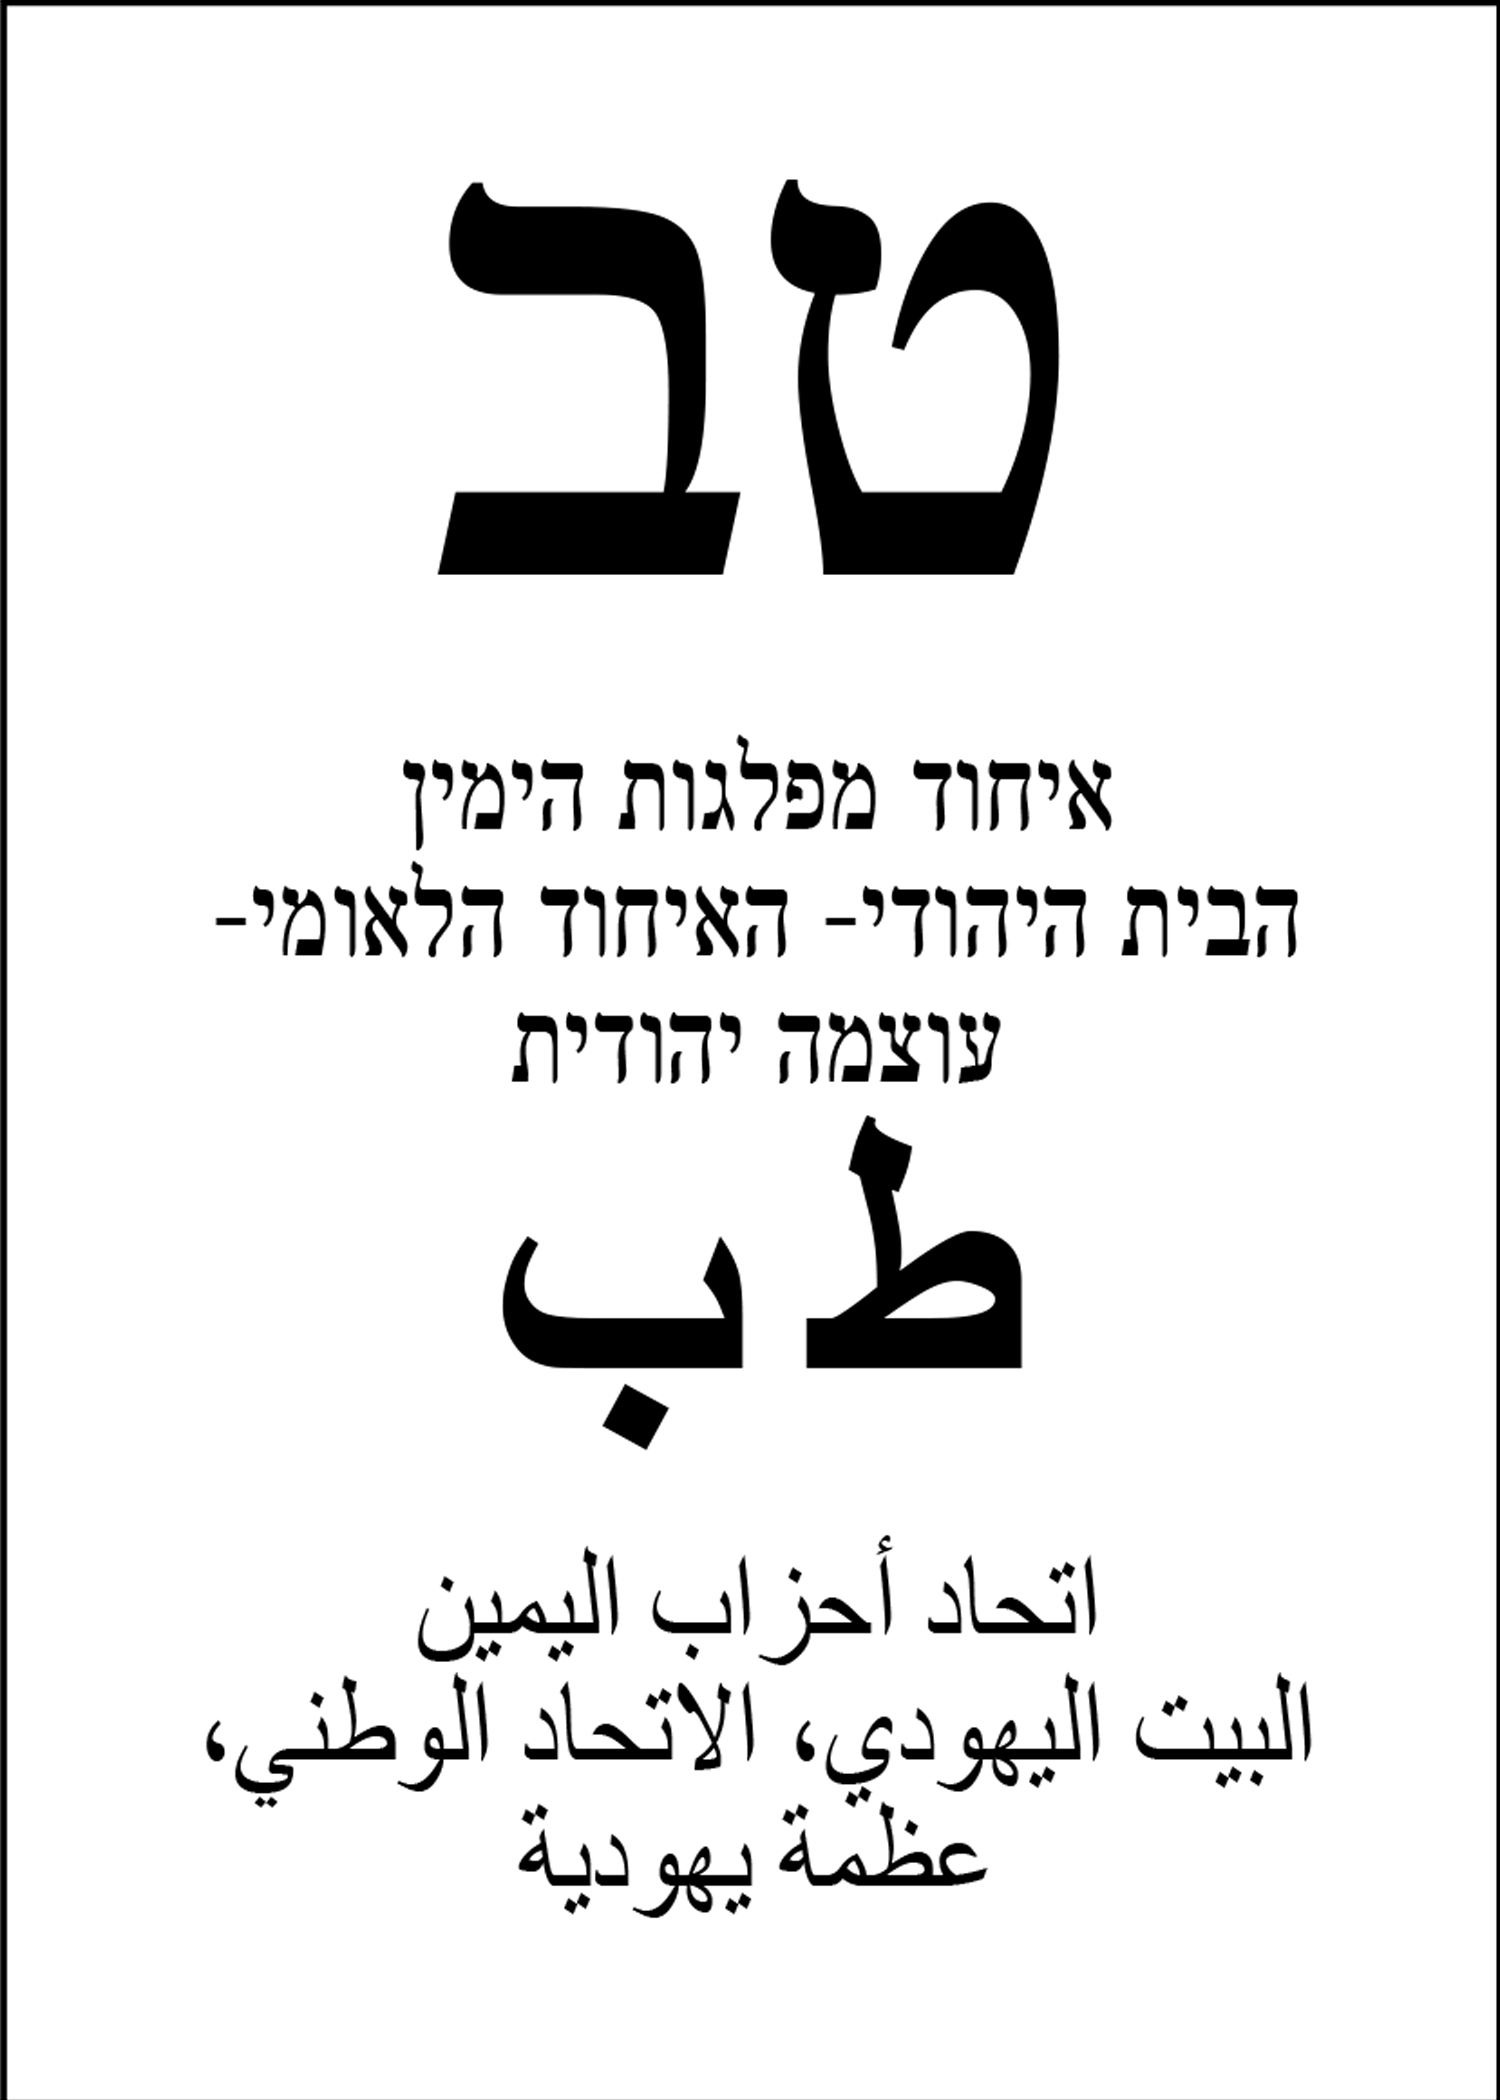 טב
איחוד מפלגות הימין
הבית היהודי- האיחוד הלאומי-
עוצמה יהודית
ط ب
اتحاد أحزاب اليمين
البيت اليهودي، الاتحاد الوطني،
عظمة يهودية